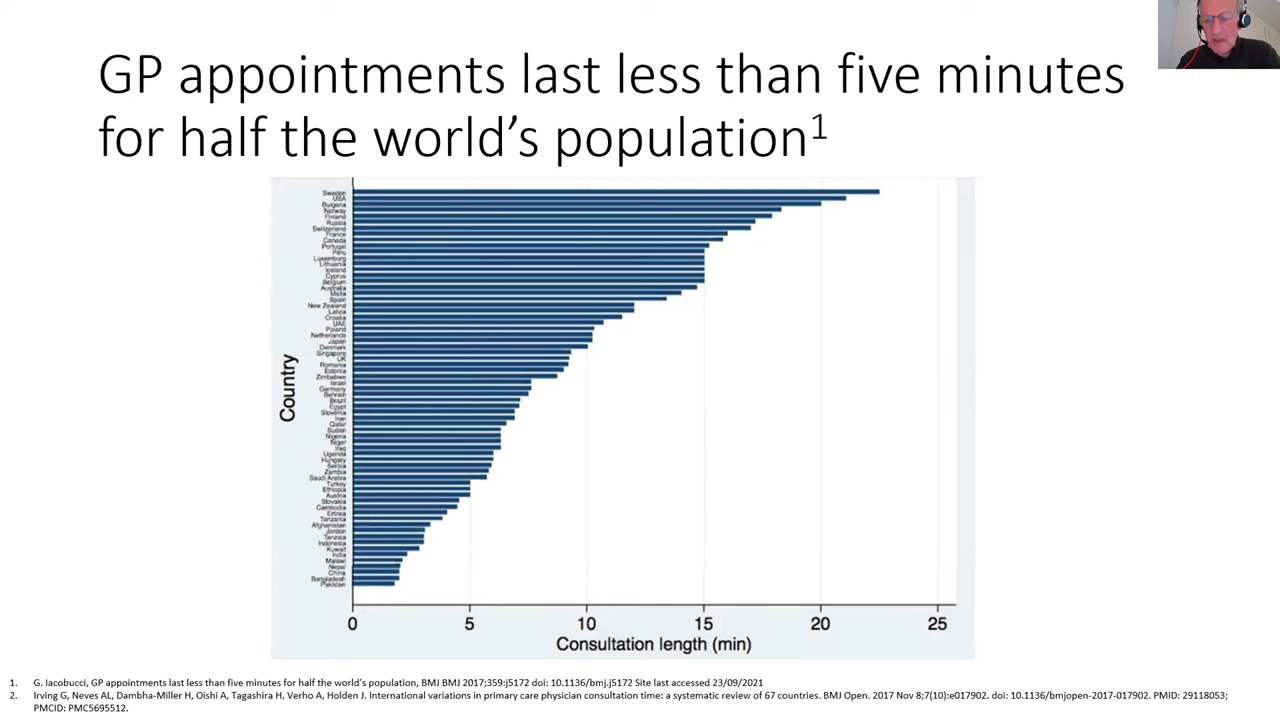 GP appointments last less than five minutes
for half the world's population¹
Sweden
USA
Bulgaria
Norway
Finland
Russia
Switzerland
France
Canada
Portugal
Peru
Luxemburg
Lithuania
Iceland
Cyprus
Belgium
Australia
Malta
Spain
New Zealand
Latvia
Croatia
UAE
Poland
Netherlands
Japan
Denmark
Singapore
UK
Romania
Estonia
Zimbabwe
Israel
Germany
Bahrain
Brazil
Egypt
Slovenia
Iran
Qatar
Sudan
Nigeria
Niger
Iraq
Uganda
Hungary
Serbia
Zambia
Saudi Arabia
Turkey
Ethiopia
Austria
Slovakia
Cambodia
Eritrea
Tanzania
Afghanistan
Jordon
Indonesia
Kuwait
India
Malawi
Nepal
China
Bangladesh
Pakistan
Country
0 5 10 15 20 25
Consultation length (min)
1. G. Iacobucci, GP appointments last less than five minutes for half the world's population, BMJ BMJ 2017;359:j5172 doi: 10.1136/bmj.j5172 Site last accessed 23/09/2021
2. Irving G, Neves AL, Dambha-Miller H, Oishi A, Tagashira H, Verho A, Holden J. International variations in primary care physician consultation time: a systematic review of 67 countries. BMJ Open. 2017 Nov 8;7(10):e017902. doi: 10.1136/bmjopen-2017-017902. PMID: 29118053;
PMCID: PMC5695512.